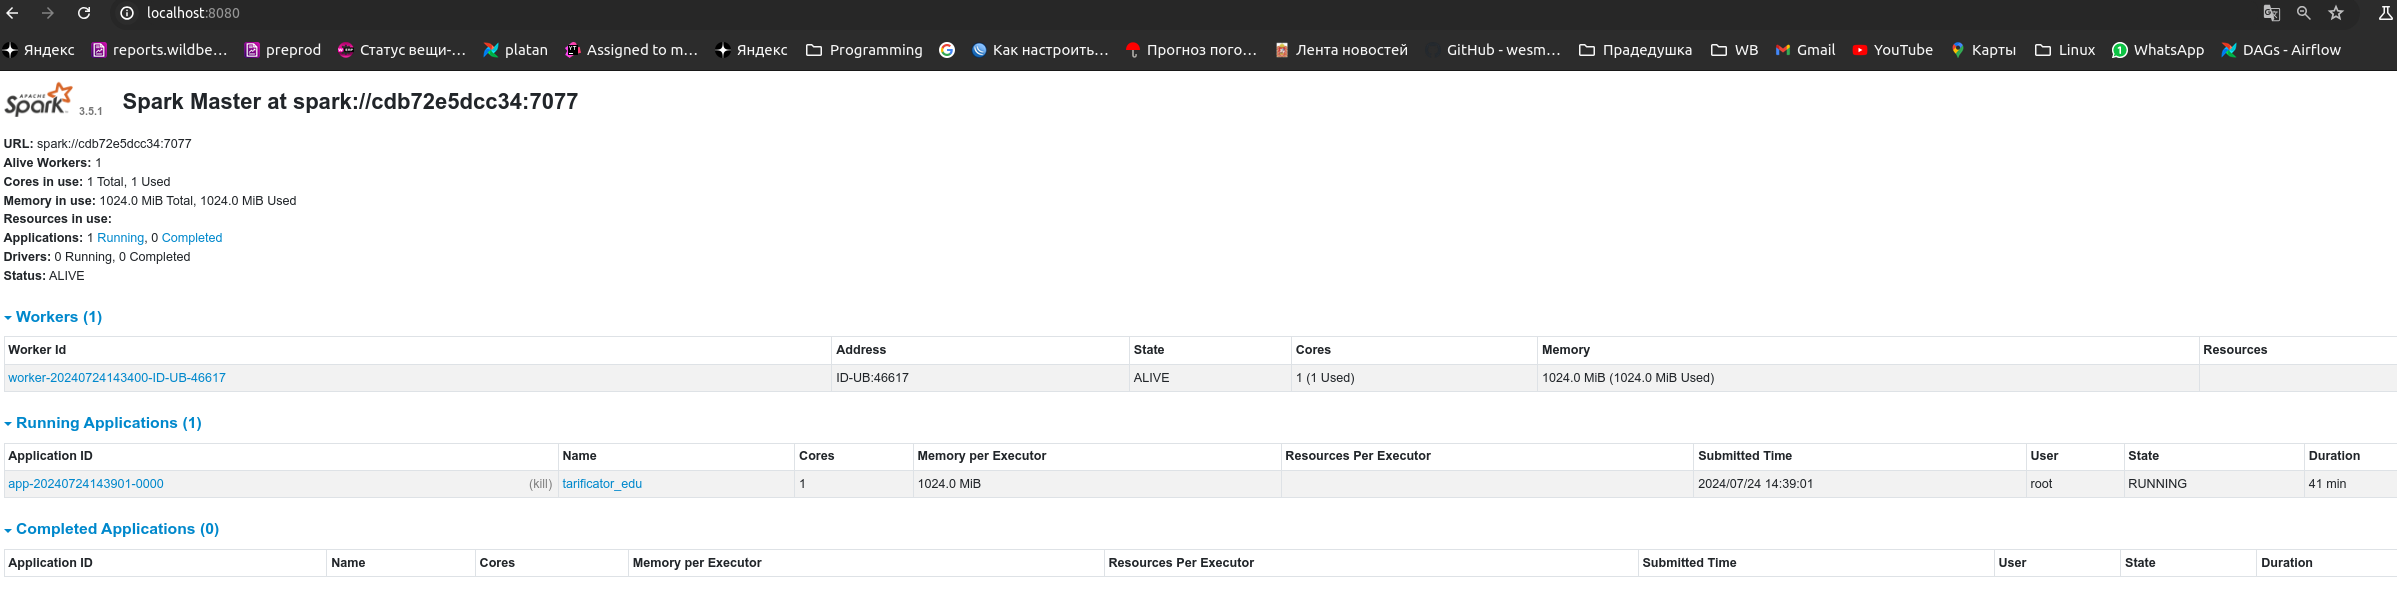 localhost:8080
Яндекс reports.wildbe... preprod Статус вещи-... platan Assigned to m... Яндекс Programming Как настроить... Прогноз пого... Лента новостей GitHub - wesm... Прадедушка WB Gmail YouTube Карты Linux WhatsApp DAGs - Airflow
APACHE Spark 3.5.1 Spark Master at spark://cdb72e5dcc34:7077
URL: spark://cdb72e5dcc34:7077
Alive Workers: 1
Cores in use: 1 Total, 1 Used
Memory in use: 1024.0 MiB Total, 1024.0 MiB Used
Resources in use:
Applications: 1 Running, 0 Completed
Drivers: 0 Running, 0 Completed
Status: ALIVE
Workers (1)
Worker Id Address State Cores Memory Resources
worker-20240724143400-ID-UB-46617 ID-UB:46617 ALIVE 1 (1 Used) 1024.0 MiB (1024.0 MiB Used)
Running Applications (1)
Application ID Name Cores Memory per Executor Resources Per Executor Submitted Time User State Duration
app-20240724143901-0000 (kill) tarificator_edu 1 1024.0 MiB 2024/07/24 14:39:01 root RUNNING 41 min
Completed Applications (0)
Application ID Name Cores Memory per Executor Resources Per Executor Submitted Time User State Duration